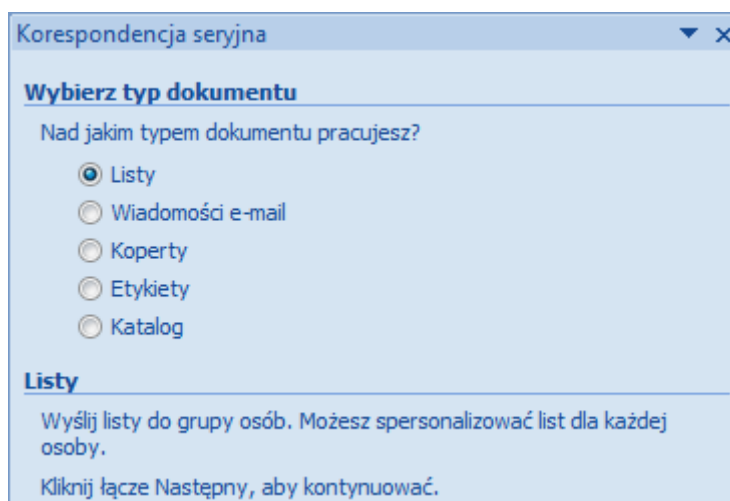 Korespondencja seryjna
Wybierz typ dokumentu
Nad jakim typem dokumentu pracujesz?
Listy
Wiadomości e-mail
Koperty
Etykiety
Katalog
Listy
Wyślij listy do grupy osób. Możesz spersonalizować list dla każdej
osoby.
Kliknij łącze Następny, aby kontynuować.